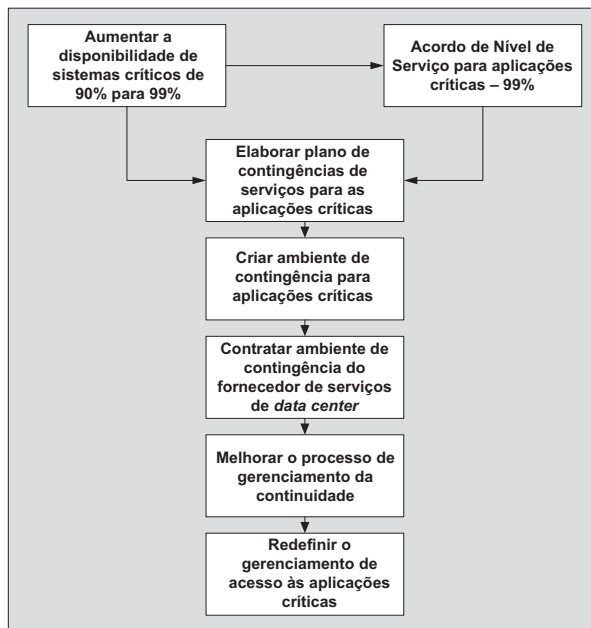 Aumentar a
disponibilidade de
sistemas críticos de
90% para 99%
Acordo de Nível de
Serviço para aplicações
críticas – 99%
Elaborar plano de
contingências de
serviços para as
aplicações críticas
Criar ambiente de
contingência para
aplicações críticas
Contratar ambiente de
contingência do
fornecedor de serviços
de data center
Melhorar o processo de
gerenciamento da
continuidade
Redefinir o
gerenciamento de
acesso às aplicações
críticas